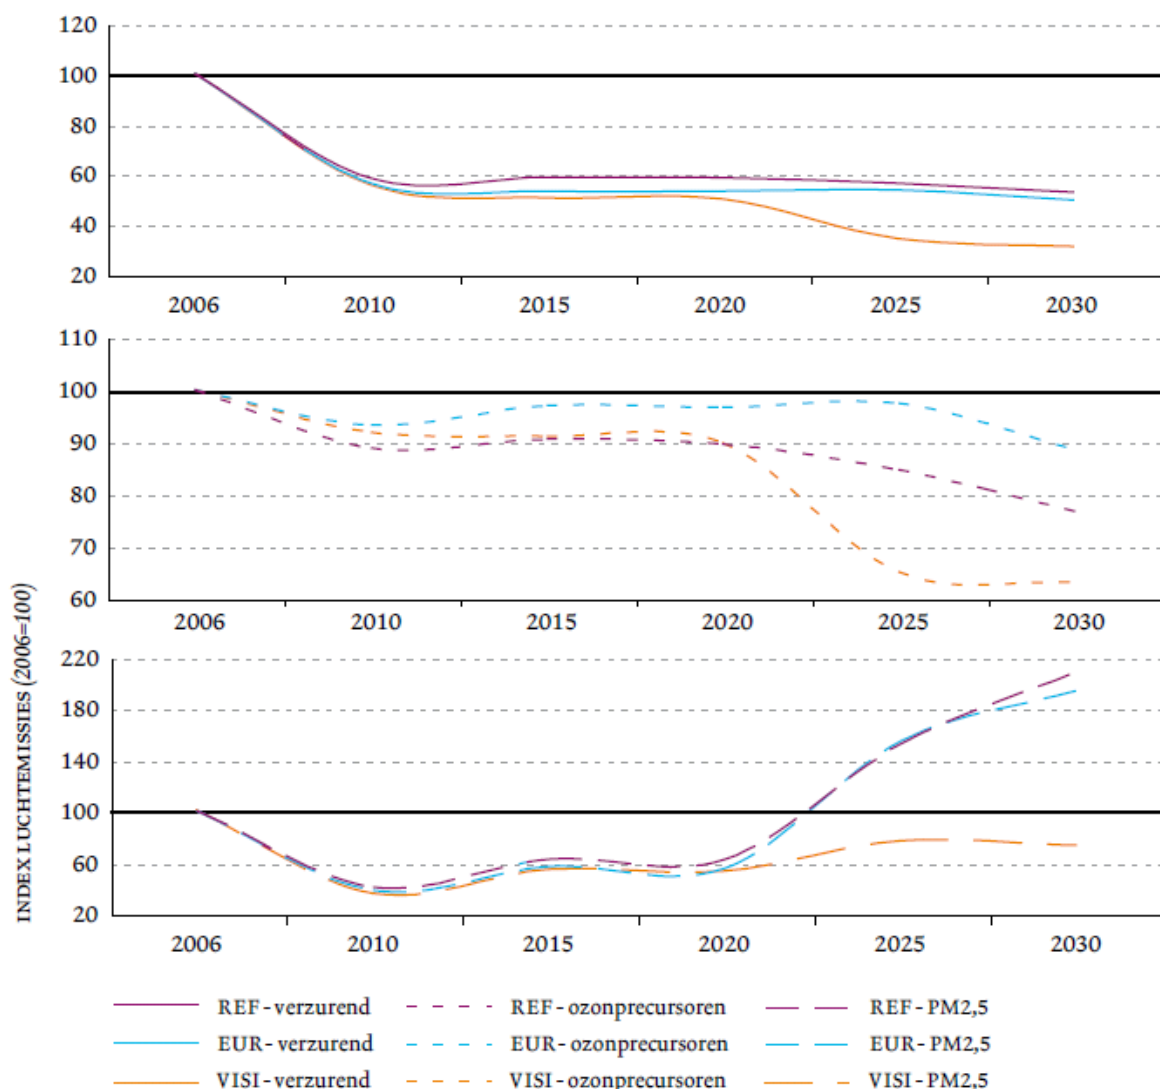 120
100
80
60
40
20
2006 2010 2015 2020 2025 2030
110
100
90
80
70
60
2006 2010 2015 2020 2025 2030
INDEX LUCHTEMISSIES (2006=100)
220
180
140
100
60
20
2006 2010 2015 2020 2025 2030
REF - verzurend REF - ozonprecursoren REF - PM2,5
EUR - verzurend EUR - ozonprecursoren EUR - PM2,5
VISI - verzurend VISI - ozonprecursoren VISI - PM2,5